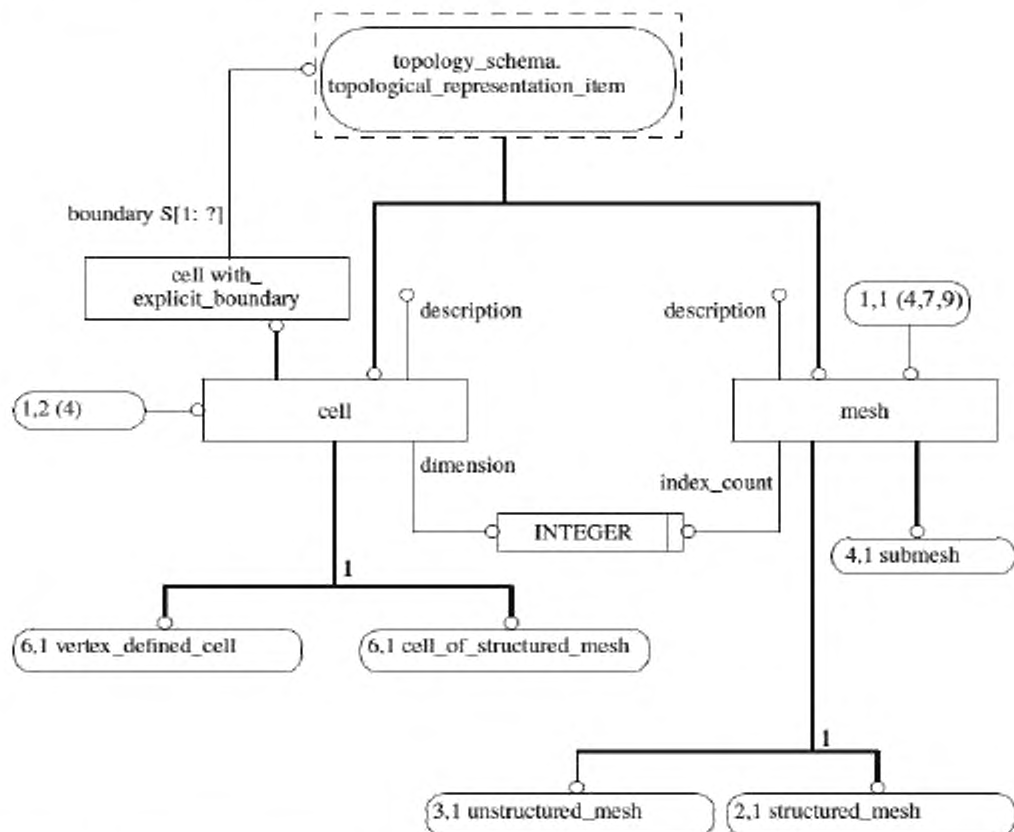 topology_schema.
topological_representation_item
boundary S[1: ?]
cell with_
explicit_boundary
description
description
1,1 (4,7,9)
1,2 (4)
cell
mesh
dimension
index_count
INTEGER
4,1 submesh
1
6,1 vertex_defined_cell
6,1 cell_of_structured_mesh
1
3,1 unstructured_mesh
2,1 structured_mesh